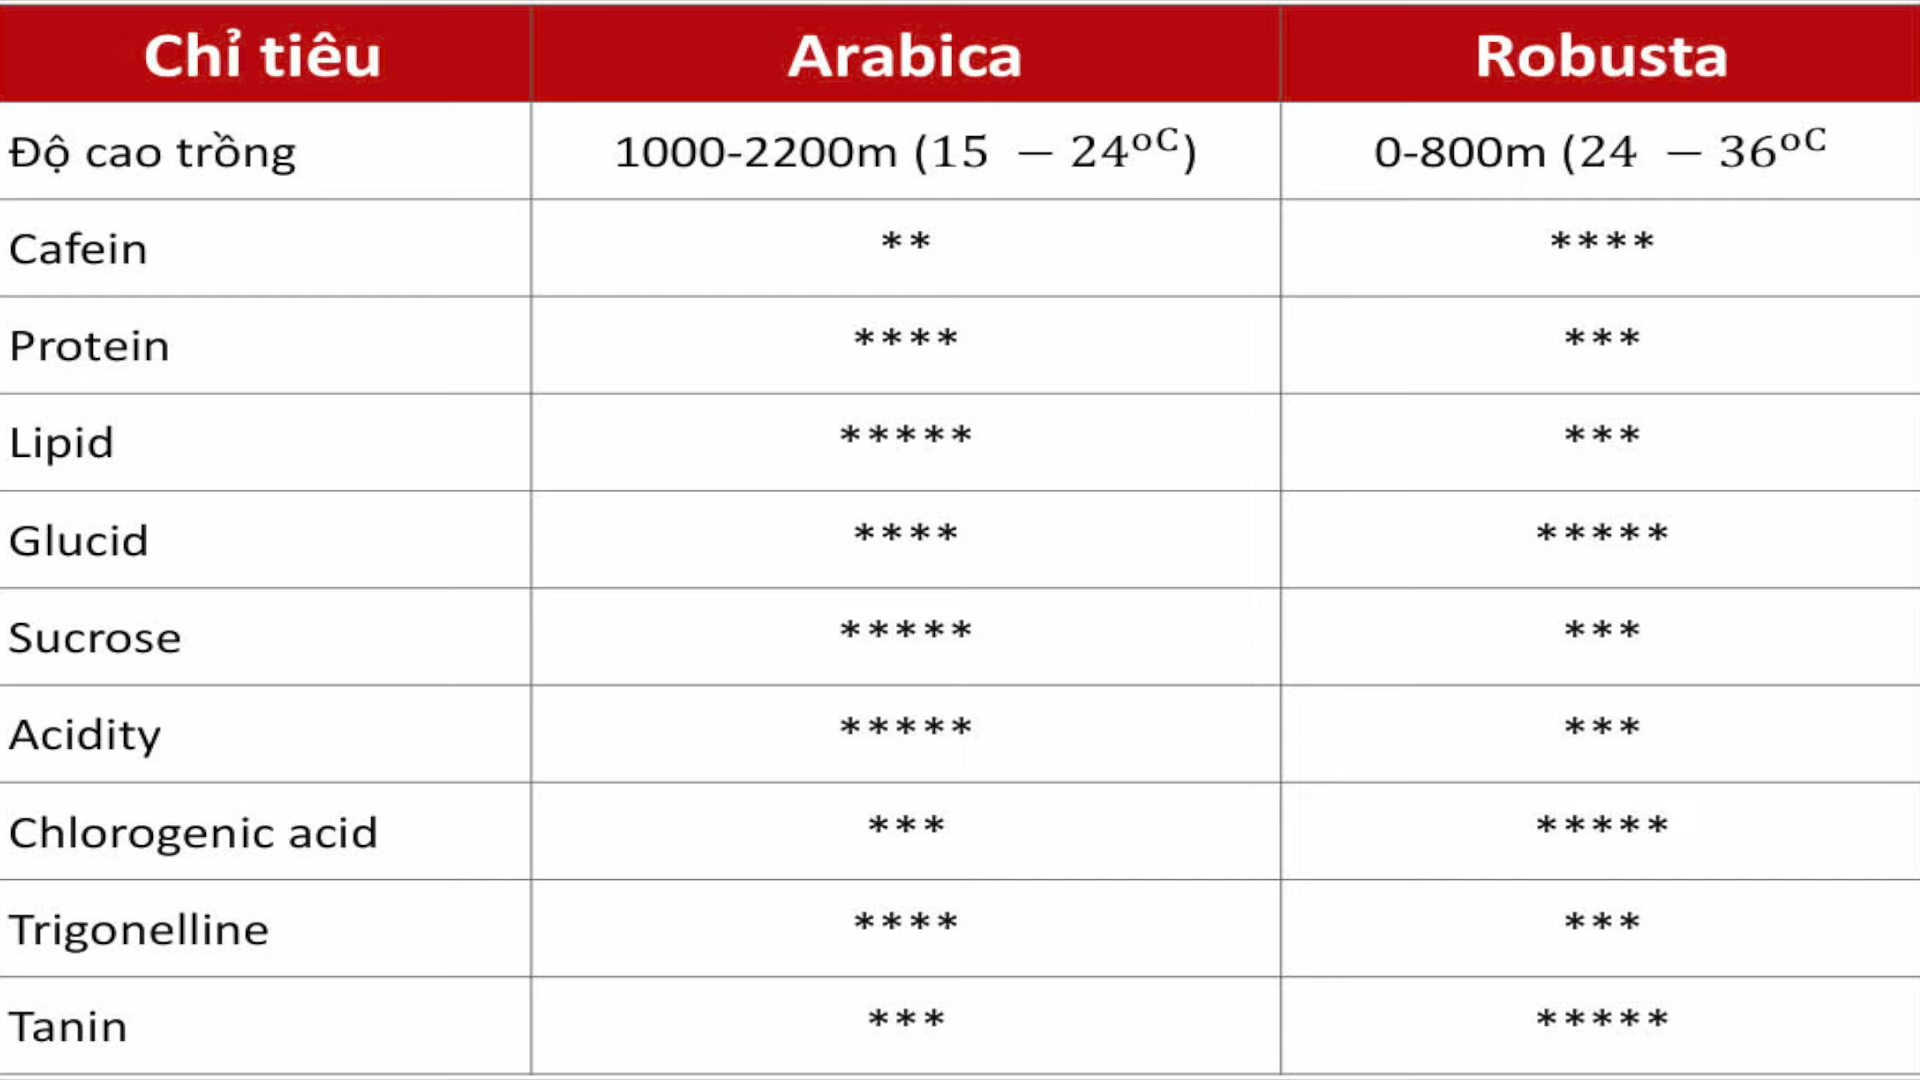 Chỉ tiêu Arabica Robusta
Độ cao trồng 1000-2200m (15 – 24ºC) 0-800m (24 – 36ºC
Cafein ** ****
Protein **** ***
Lipid ***** ***
Glucid **** *****
Sucrose ***** ***
Acidity ***** ***
Chlorogenic acid *** *****
Trigonelline **** ***
Tanin *** *****